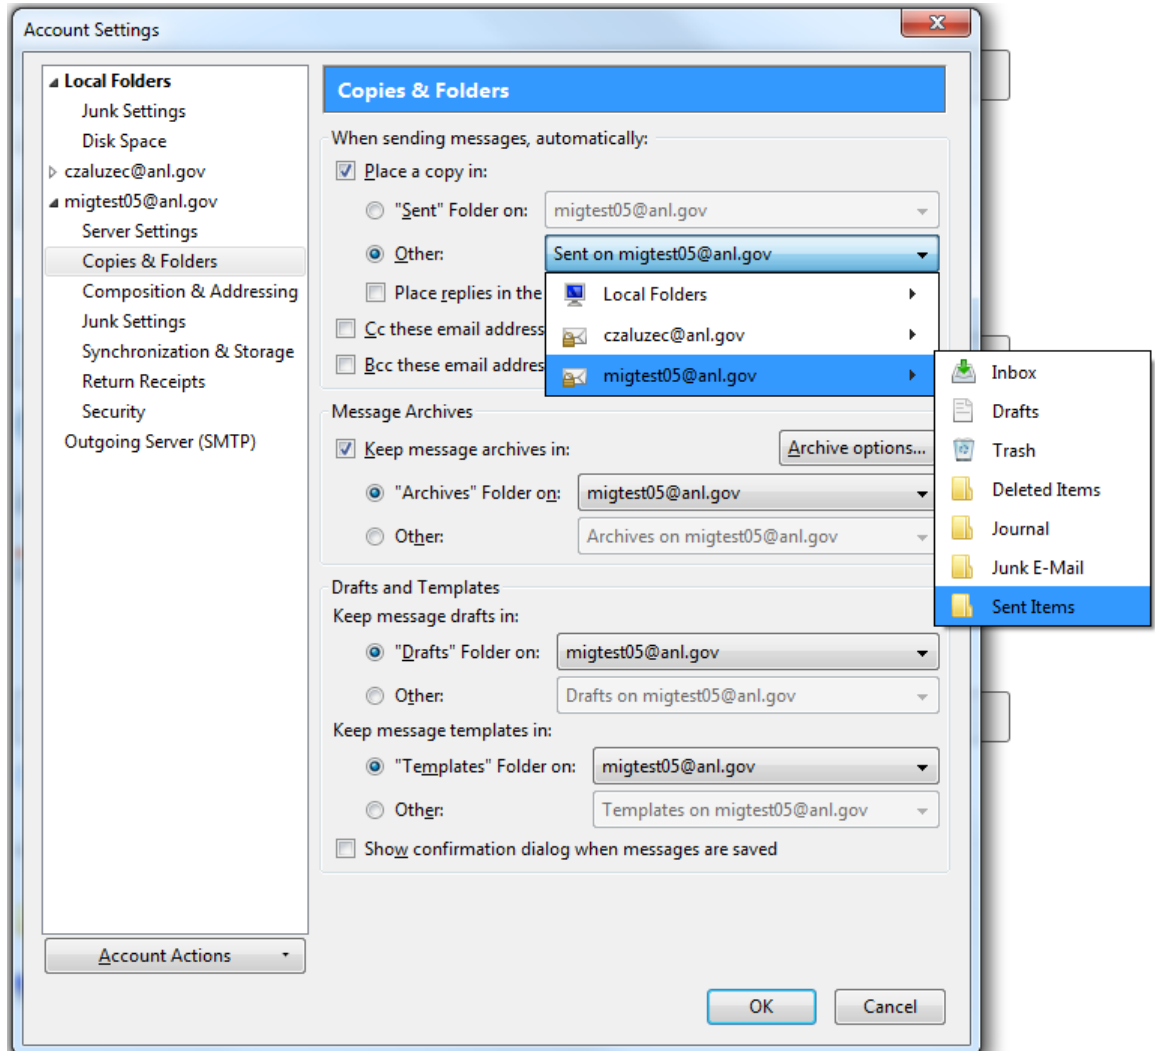 Account Settings
Local Folders
Junk Settings
Disk Space
czaluzec@anl.gov
migtest05@anl.gov
Server Settings
Copies & Folders
Composition & Addressing
Junk Settings
Synchronization & Storage
Return Receipts
Security
Outgoing Server (SMTP)
Account Actions
Copies & Folders
When sending messages, automatically:
Place a copy in:
"Sent" Folder on: migtest05@anl.gov
Other: Sent on migtest05@anl.gov
Place replies in the
Cc these email address
Bcc these email addres
Local Folders
czaluzec@anl.gov
migtest05@anl.gov
Inbox
Drafts
Trash
Deleted Items
Journal
Junk E-Mail
Sent Items
Message Archives
Keep message archives in: Archive options...
"Archives" Folder on: migtest05@anl.gov
Other: Archives on migtest05@anl.gov
Drafts and Templates
Keep message drafts in:
"Drafts" Folder on: migtest05@anl.gov
Other: Drafts on migtest05@anl.gov
Keep message templates in:
"Templates" Folder on: migtest05@anl.gov
Other: Templates on migtest05@anl.gov
Show confirmation dialog when messages are saved
OK Cancel